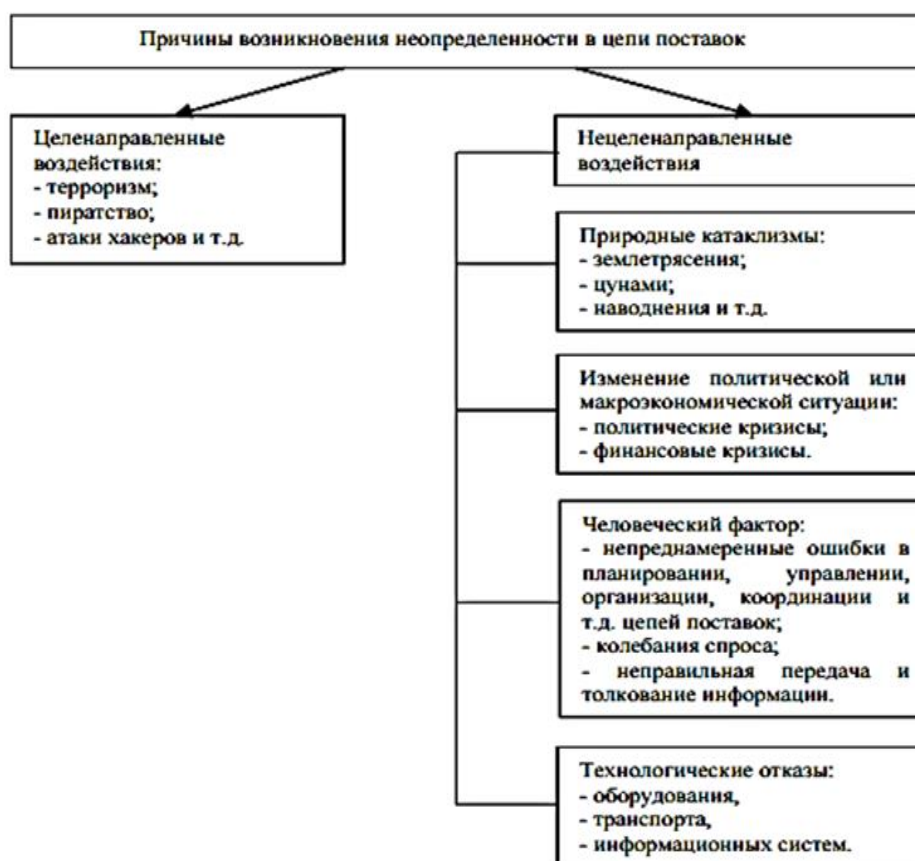 Причины возникновения неопределенности в цепи поставок
Целенаправленные
воздействия:
- терроризм;
- пиратство;
- атаки хакеров и т.д.
Нецеленаправленные
воздействия
Природные катаклизмы:
- землетрясения;
- цунами;
- наводнения и т.д.
Изменение политической или
макроэкономической ситуации:
- политические кризисы;
- финансовые кризисы.
Человеческий фактор:
- непреднамеренные ошибки в
планировании, управлении,
организации, координации и
т.д. цепей поставок;
- колебания спроса;
- неправильная передача и
толкование информации.
Технологические отказы:
- оборудования,
- транспорта,
- информационных систем.